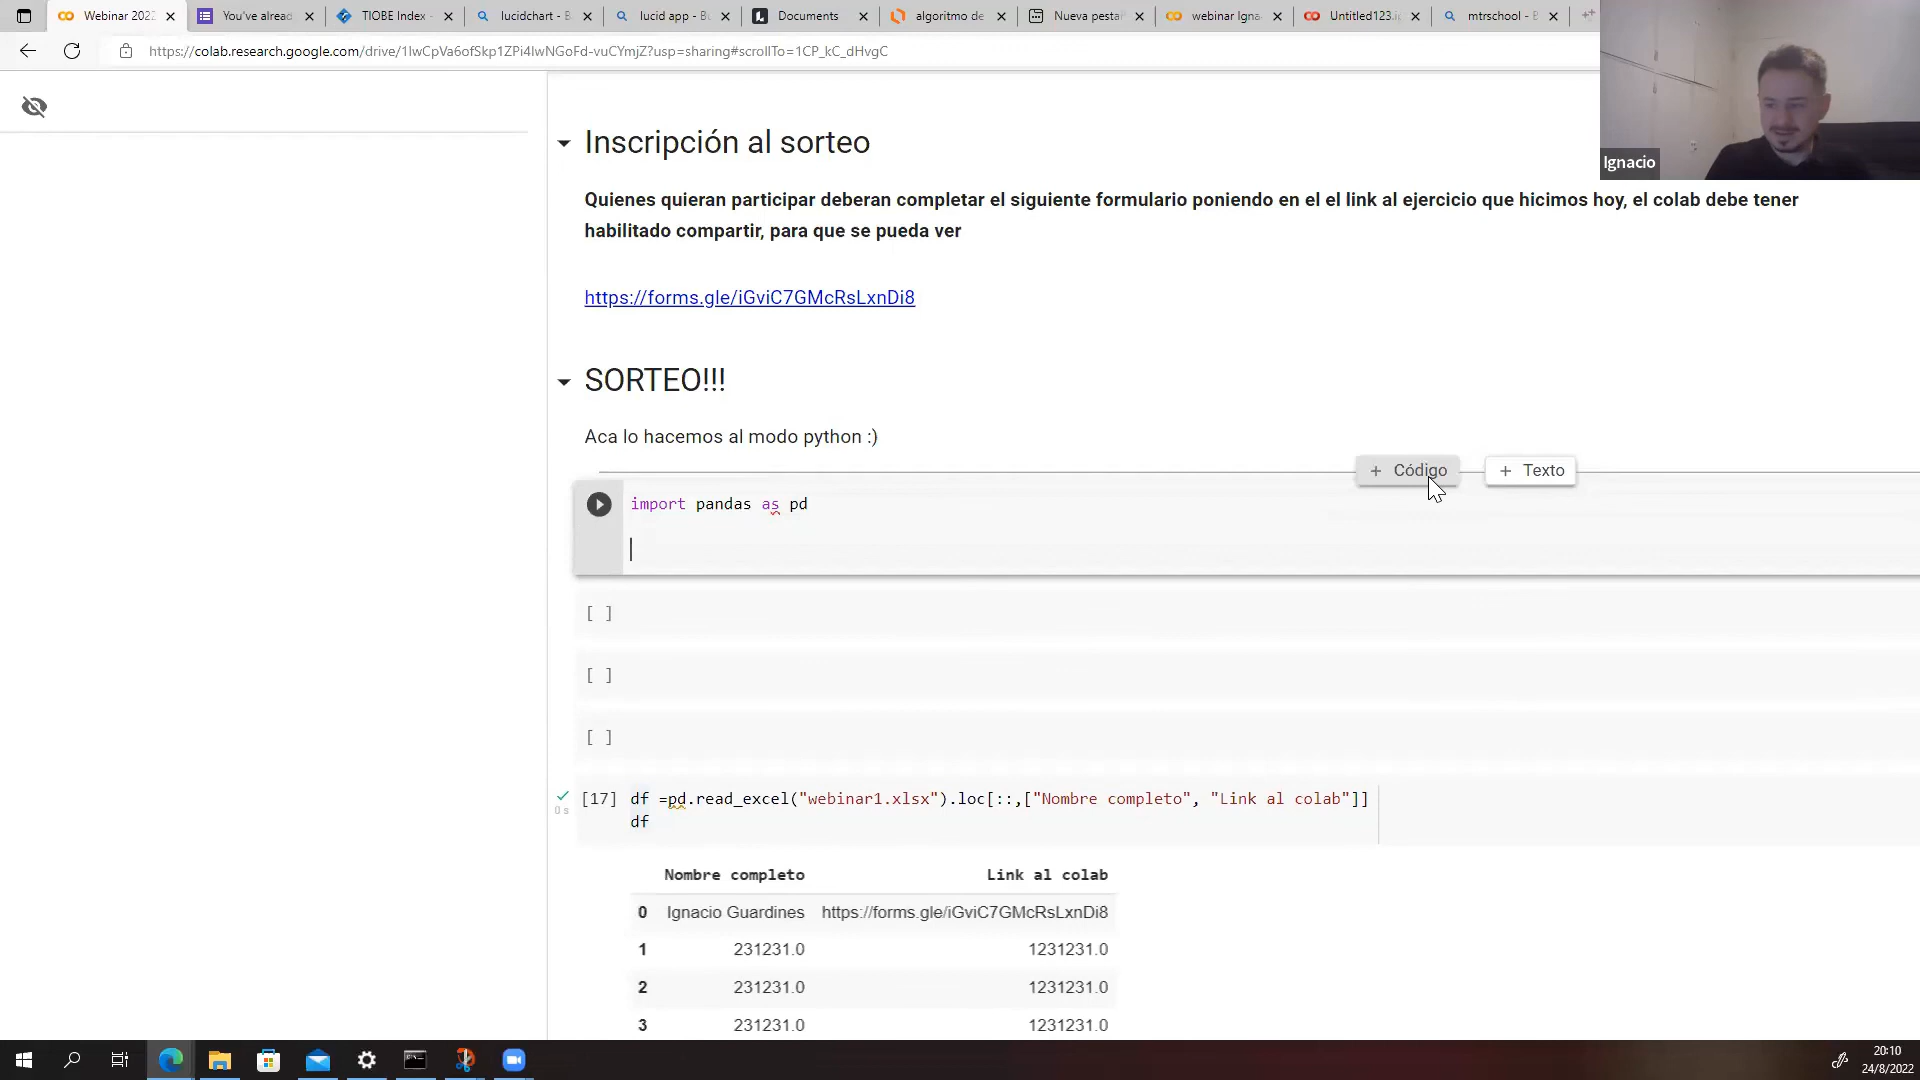 Webinar 2022
You've alread
TIOBE Index -
lucidchart - B
lucid app - Bu
Documents
algoritmo de
Nueva pestañ
webinar Igna
Untitled123.i
mtrschool - B
https://colab.research.google.com/drive/1IwCpVa6ofSkp1ZPi4lwNGoFd-vuCYmjZ?usp=sharing#scrollTo=1CP_kC_dHvgC
Ignacio
Inscripción al sorteo
Quienes quieran participar deberan completar el siguiente formulario poniendo en el el link al ejercicio que hicimos hoy, el colab debe tener
habilitado compartir, para que se pueda ver
https://forms.gle/iGviC7GMcRsLxnDi8
SORTEO!!!
Aca lo hacemos al modo python :)
+ Código
+ Texto
import pandas as pd
[ ]
[ ]
[ ]
[17] df =pd.read_excel("webinar1.xlsx").loc[::,["Nombre completo", "Link al colab"]]
0 s
df
Nombre completo Link al colab
0 Ignacio Guardines https://forms.gle/iGviC7GMcRsLxnDi8
1 231231.0 1231231.0
2 231231.0 1231231.0
3 231231.0 1231231.0
20:10
24/8/2022